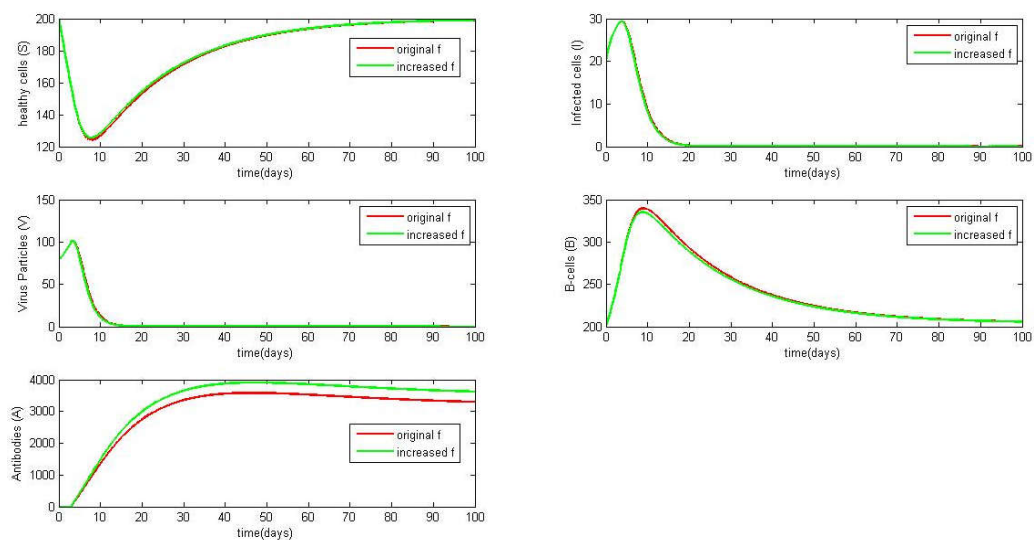 healthy cells (S)
200
180
160
140
120
original f
increased f
0 10 20 30 40 50 60 70 80 90 100
time(days)
Infected cells (I)
30
20
10
0
original f
increased f
0 10 20 30 40 50 60 70 80 90 100
time(days)
Virus Particles (V)
150
100
50
0
original f
increased f
0 10 20 30 40 50 60 70 80 90 100
time(days)
B-cells (B)
350
300
250
200
original f
increased f
0 10 20 30 40 50 60 70 80 90 100
time(days)
Antibodies (A)
4000
3000
2000
1000
0
original f
increased f
0 10 20 30 40 50 60 70 80 90 100
time(days)